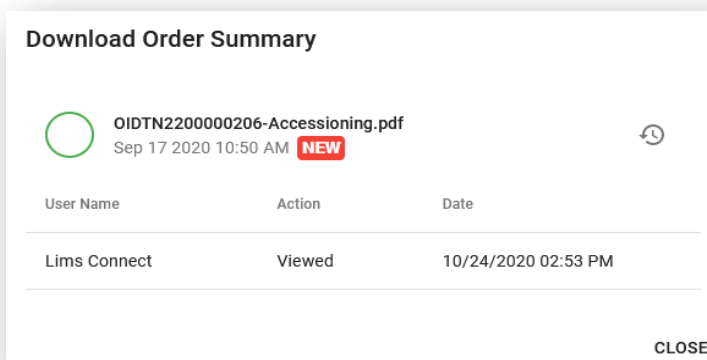 Download Order Summary
OIDTN2200000206-Accessioning.pdf
Sep 17 2020 10:50 AM NEW
User Name Action Date
Lims Connect Viewed 10/24/2020 02:53 PM
CLOSE